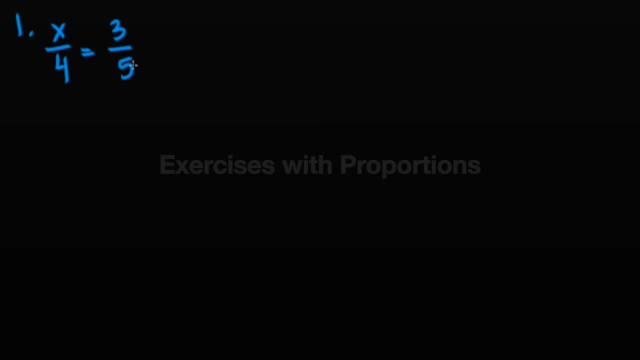 1. x/4 = 3/5
Exercises with Proportions